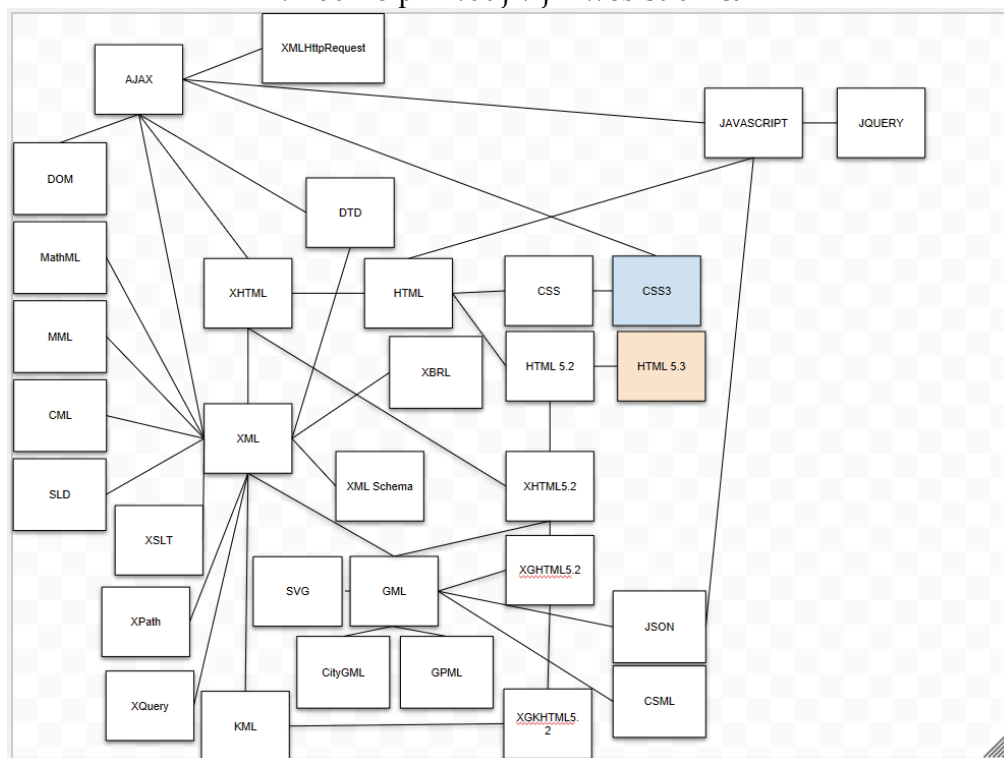 XMLHttpRequest
AJAX
JAVASCRIPT
JQUERY
DOM
DTD
MathML
XHTML
HTML
CSS
CSS3
MML
XBRL
HTML 5.2
HTML 5.3
CML
XML
SLD
XML Schema
XHTML5.2
XSLT
XGHTML5.2
SVG
GML
XPath
JSON
CityGML
GPML
XQuery
KML
XGKHTML5.
2
CSML